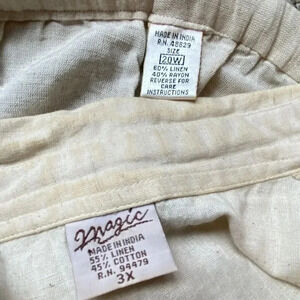 MADE IN INDIA
R.N. 48829
SIZE
20W
60% LINEN
40% RAYON
REVERSE FOR
CARE
INSTRUCTIONS
Magic
MADE IN INDIA
55% LINEN
45% COTTON
R.N. 94479
3X